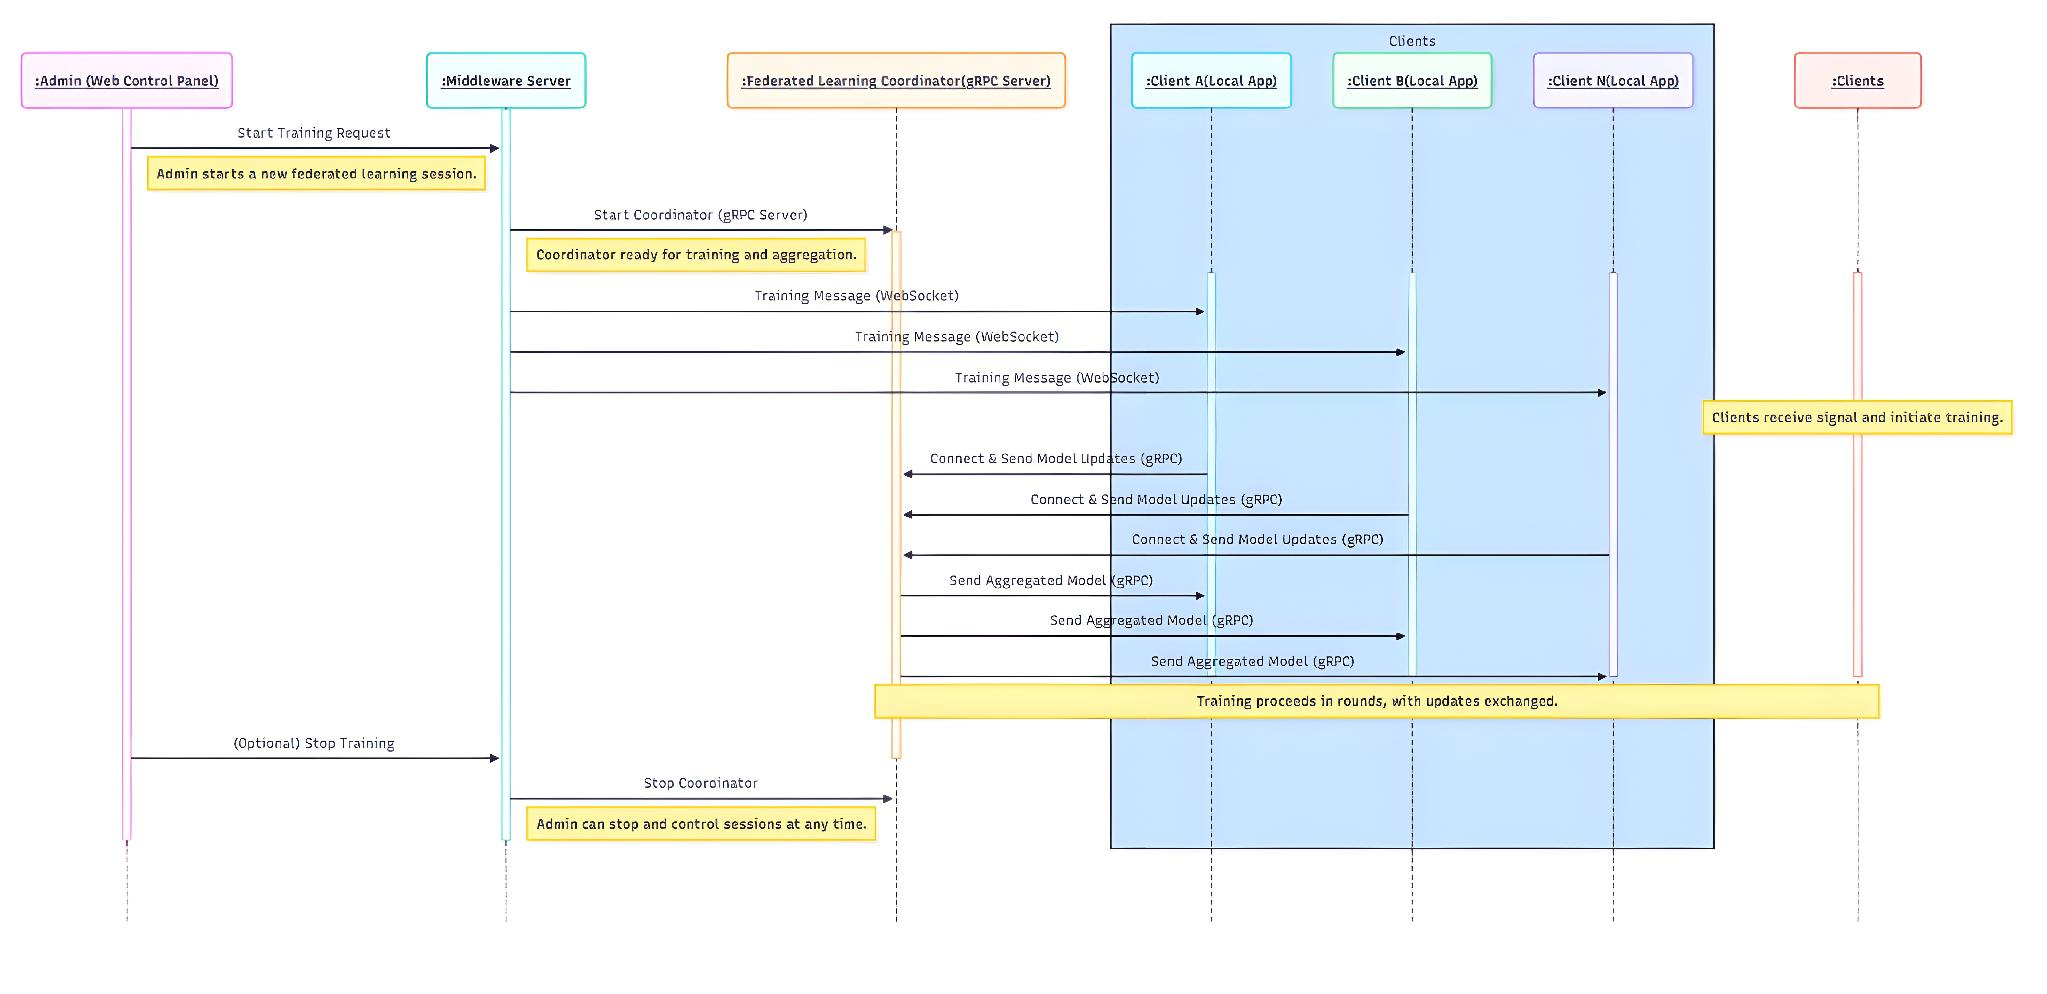 Clients
:Admin (Web Control Panel)
:Middleware Server
:Federated Learning Coordinator(gRPC Server)
:Client A(Local App)
:Client B(Local App)
:Client N(Local App)
:Clients
Start Training Request
Admin starts a new federated learning session.
Start Coordinator (gRPC Server)
Coordinator ready for training and aggregation.
Training Message (WebSocket)
Training Message (WebSocket)
Training Message (WebSocket)
Clients receive signal and initiate training.
Connect & Send Model Updates (gRPC)
Connect & Send Model Updates (gRPC)
Connect & Send Model Updates (gRPC)
Send Aggregated Model (gRPC)
Send Aggregated Model (gRPC)
Send Aggregated Model (gRPC)
Training proceeds in rounds, with updates exchanged.
(Optional) Stop Training
Stop Coordinator
Admin can stop and control sessions at any time.